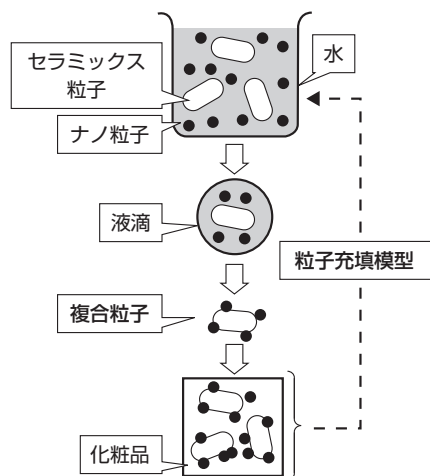 セラミックス
粒子
水
ナノ粒子
液滴
粒子充填模型
複合粒子
化粧品